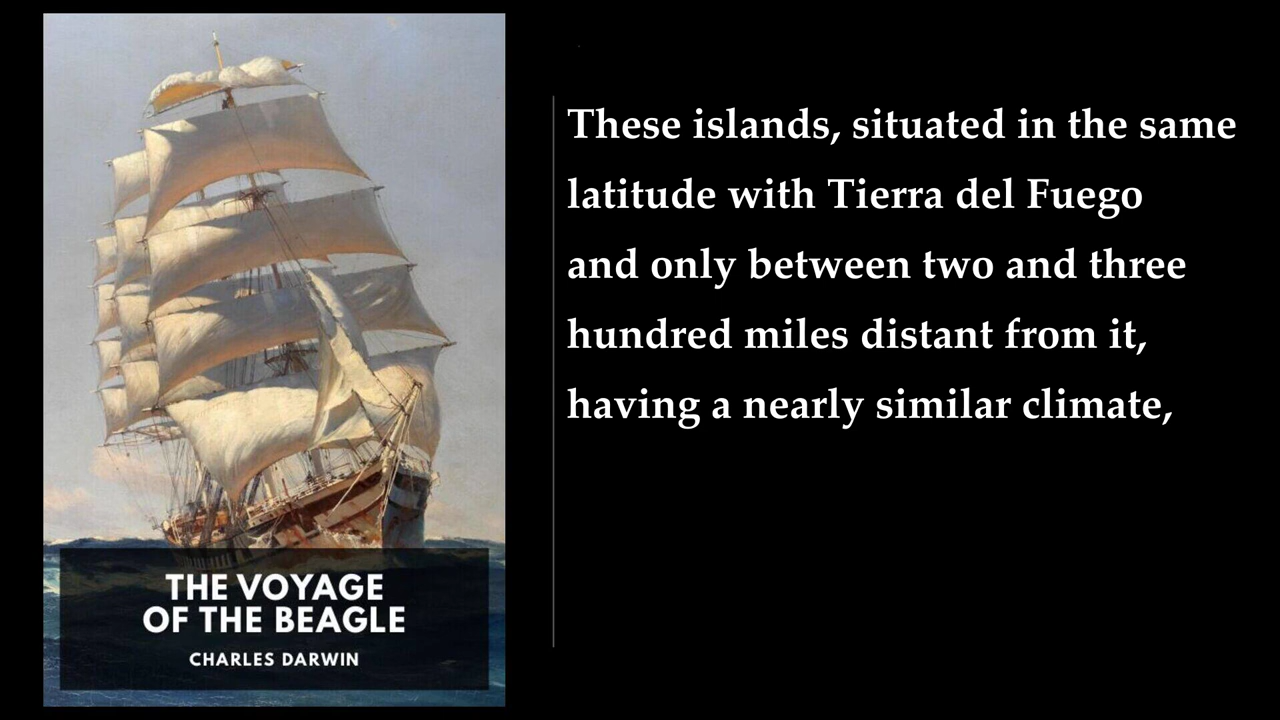 These islands, situated in the same
latitude with Tierra del Fuego
and only between two and three
hundred miles distant from it,
having a nearly similar climate,
THE VOYAGE
OF THE BEAGLE
CHARLES DARWIN